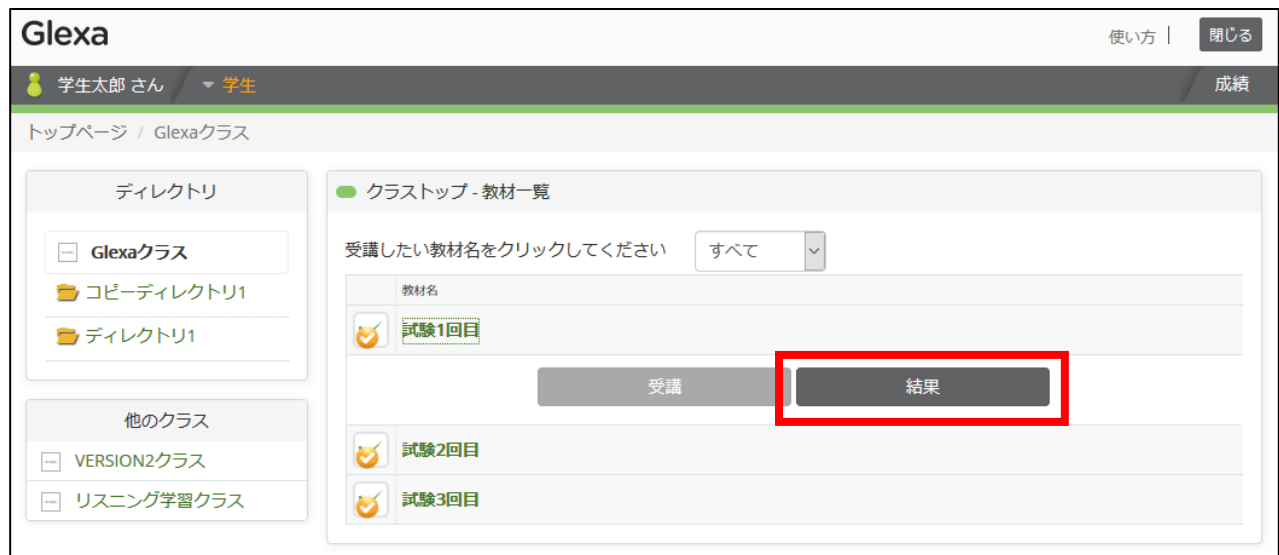 Glexa
使い方 | 閉じる
学生太郎 さん 学生 成績
トップページ / Glexaクラス
ディレクトリ
Glexaクラス
コピーディレクトリ1
ディレクトリ1
他のクラス
VERSION2クラス
リスニング学習クラス
クラストップ - 教材一覧
受講したい教材名をクリックしてください すべて
教材名
試験1回目
受講 結果
試験2回目
試験3回目